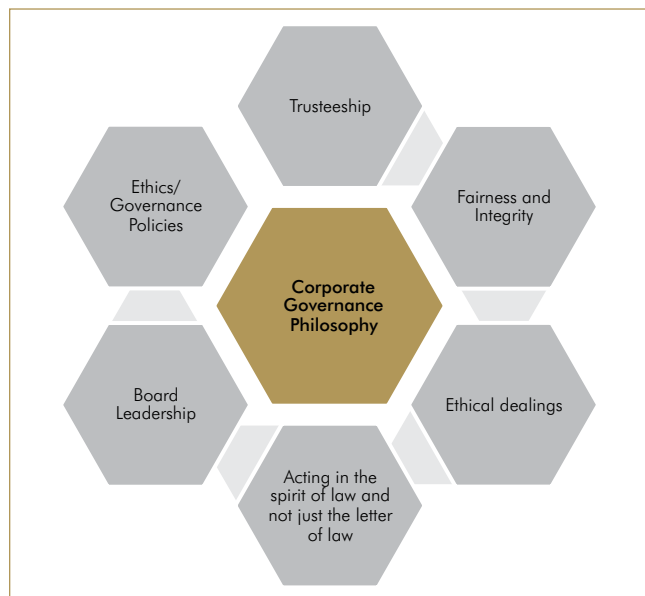 Trusteeship
Fairness and
Integrity
Ethical dealings
Acting in the
spirit of law and
not just the letter
of law
Board
Leadership
Ethics/
Governance
Policies
Corporate
Governance
Philosophy